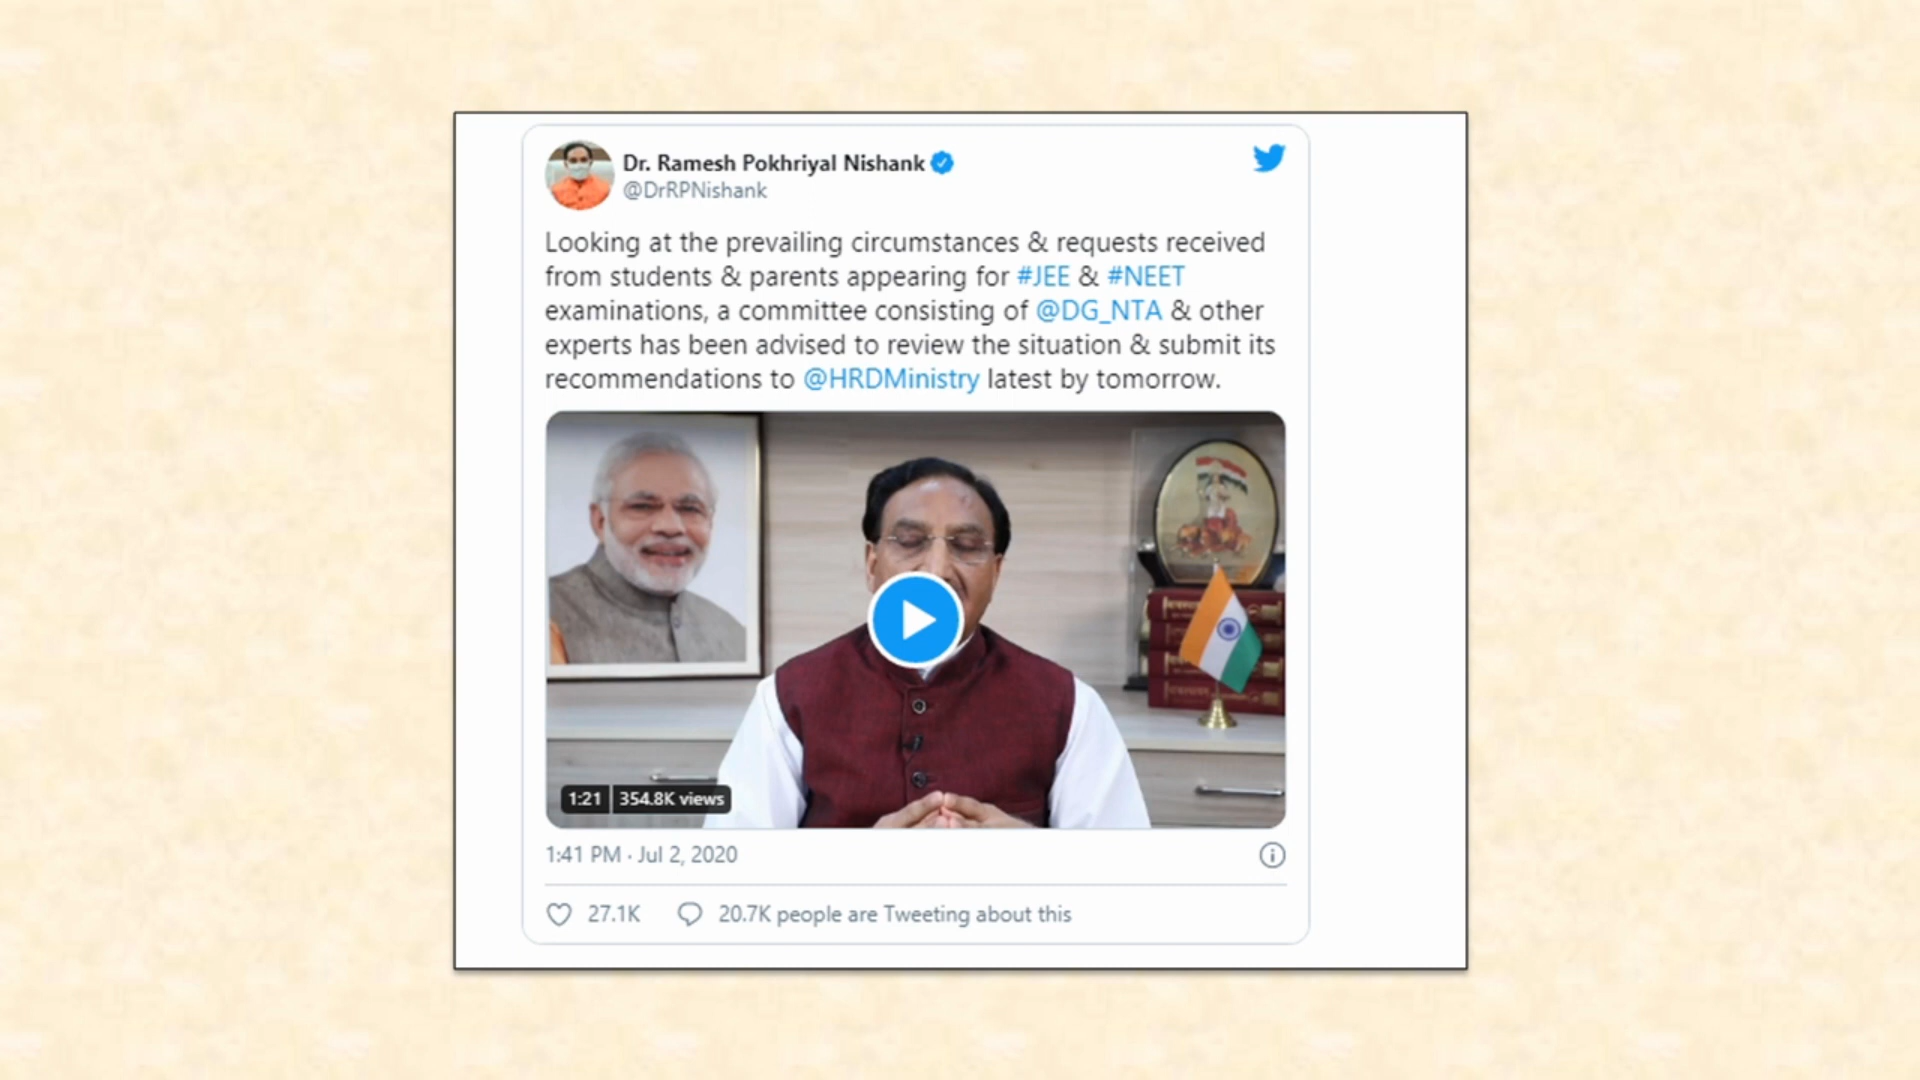 Dr. Ramesh Pokhriyal Nishank
@DrRPNishank
Looking at the prevailing circumstances & requests received
from students & parents appearing for #JEE & #NEET
examinations, a committee consisting of @DG_NTA & other
experts has been advised to review the situation & submit its
recommendations to @HRDMinistry latest by tomorrow.
1:21 354.8K views
1:41 PM · Jul 2, 2020
27.1K 20.7K people are Tweeting about this